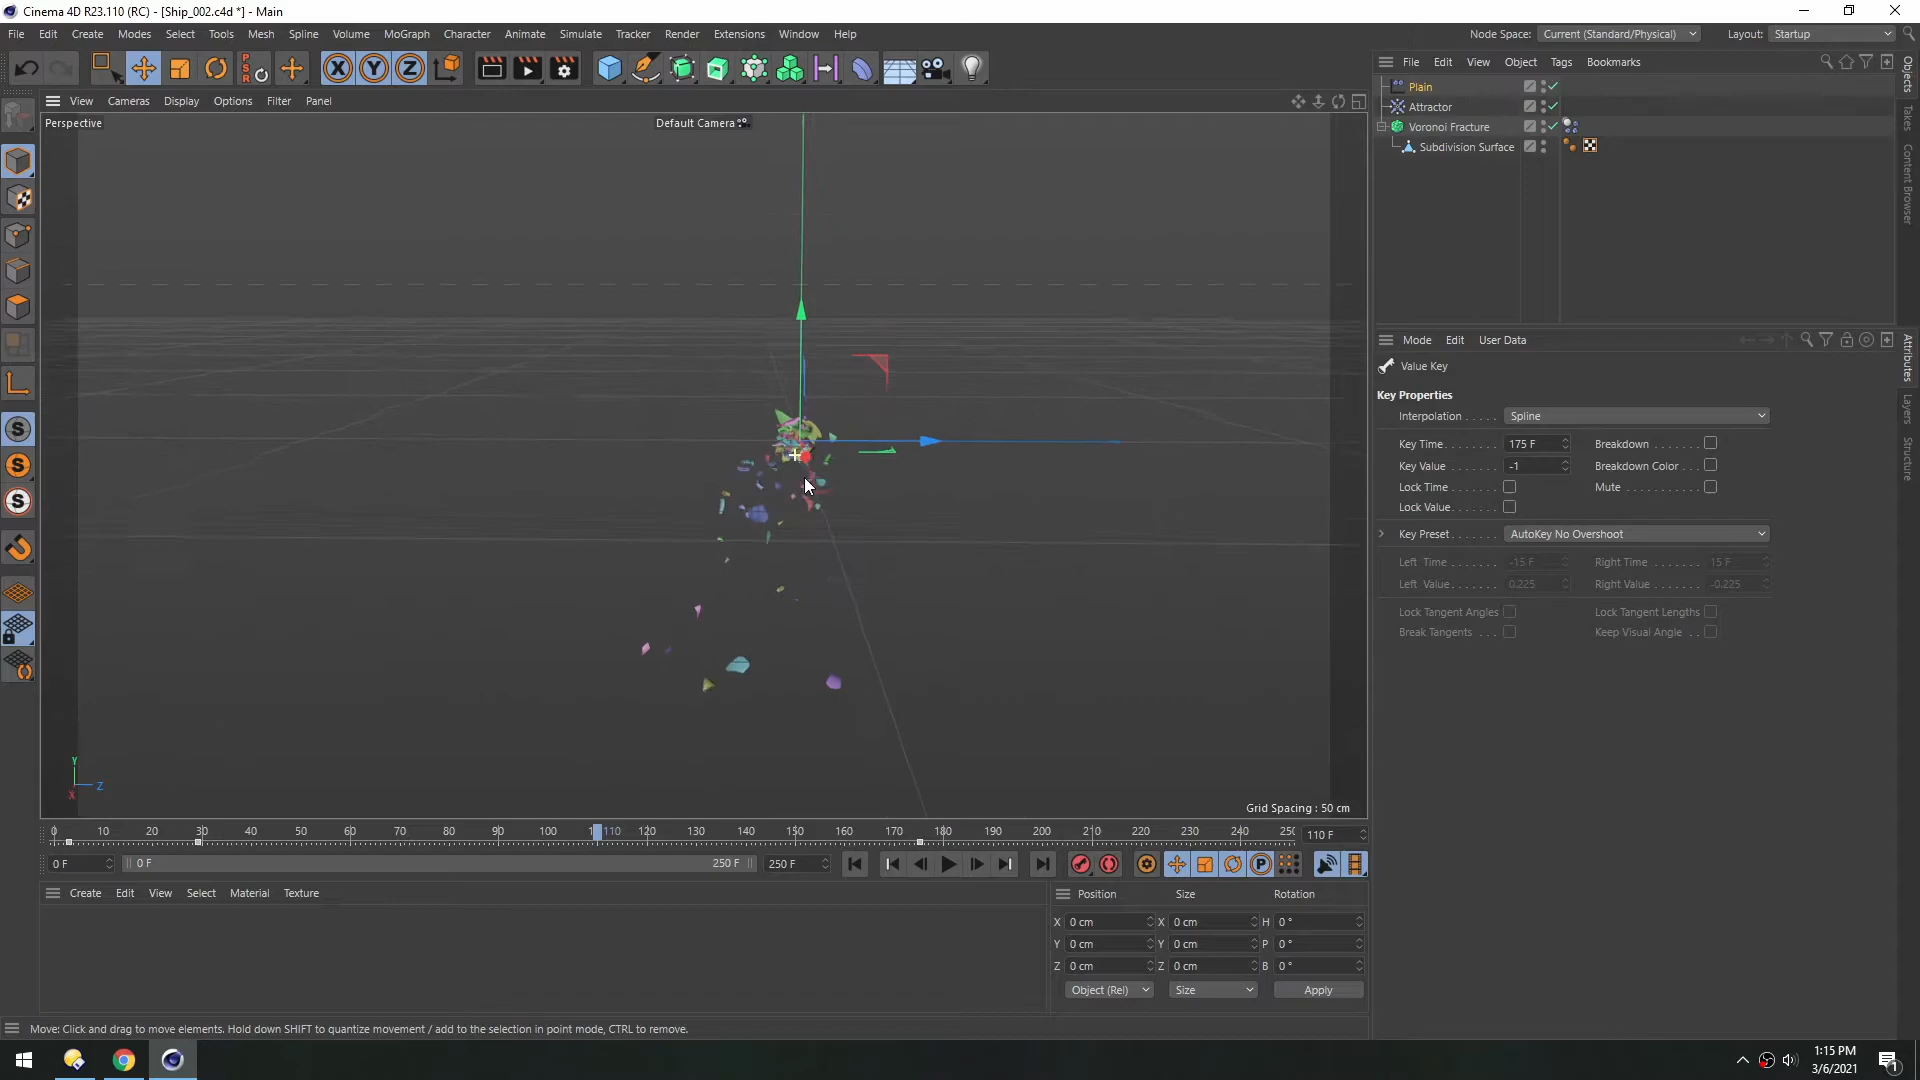 Cinema 4D R23.110 (RC) - [Ship_002.c4d *] - Main
File Edit Create Modes Select Tools Mesh Spline Volume MoGraph Character Animate Simulate Tracker Render Extensions Window Help
Node Space: Current (Standard/Physical) Layout: Startup
PSR X Y Z
File Edit View Object Tags Bookmarks
View Cameras Display Options Filter Panel
Perspective
Default Camera
Plain
Attractor
Voronoi Fracture
Subdivision Surface
Objects
Takes
Content Browser
Mode Edit User Data
Value Key
Key Properties
Interpolation . . . . . Spline
Key Time . . . . . . . 175 F Breakdown . . . . .
Key Value . . . . . . -1 Breakdown Color . .
Lock Time . . . . . . Mute . . . . . . . . . . .
Lock Value . . . . . .
Key Preset . . . . . . . AutoKey No Overshoot
Left Time . . . . . . . -15 F Right Time . . . . . . 15 F
Left Value . . . . . . . 0.225 Right Value . . . . . -0.225
Lock Tangent Angles Lock Tangent Lengths
Break Tangents . . . Keep Visual Angle . .
Attributes
Layers
Structure
S
S
S
Y
Z
X
Grid Spacing : 50 cm
0 10 20 30 40 50 60 70 80 90 100 110 120 130 140 150 160 170 180 190 200 210 220 230 240 110 F
0 F 0 F 250 F 250 F
P
Create Edit View Select Material Texture
Position Size Rotation
X 0 cm X 0 cm H 0 °
Y 0 cm Y 0 cm P 0 °
Z 0 cm Z 0 cm B 0 °
Object (Rel) Size Apply
Move: Click and drag to move elements. Hold down SHIFT to quantize movement / add to the selection in point mode, CTRL to remove.
1:15 PM
3/6/2021
1